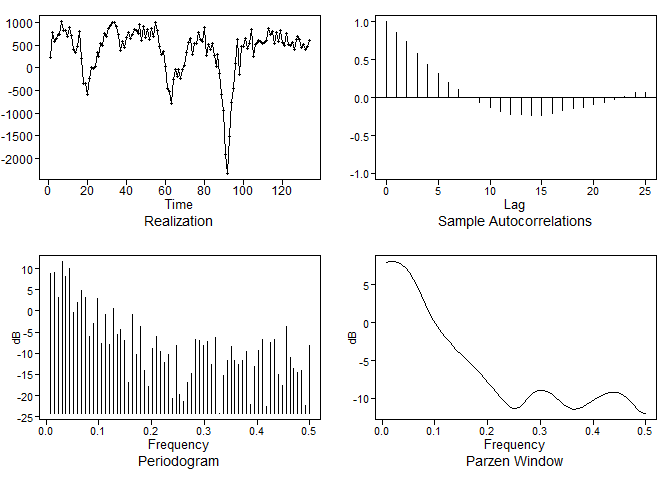 1000
500
0
-500
-1000
-1500
-2000
0 20 40 60 80 100 120
Time
Realization
1.0
0.5
0.0
-0.5
-1.0
0 5 10 15 20 25
Lag
Sample Autocorrelations
dB
10
5
0
-5
-10
-15
-20
-25
0.0 0.1 0.2 0.3 0.4 0.5
Frequency
Periodogram
dB
5
0
-5
-10
0.0 0.1 0.2 0.3 0.4 0.5
Frequency
Parzen Window